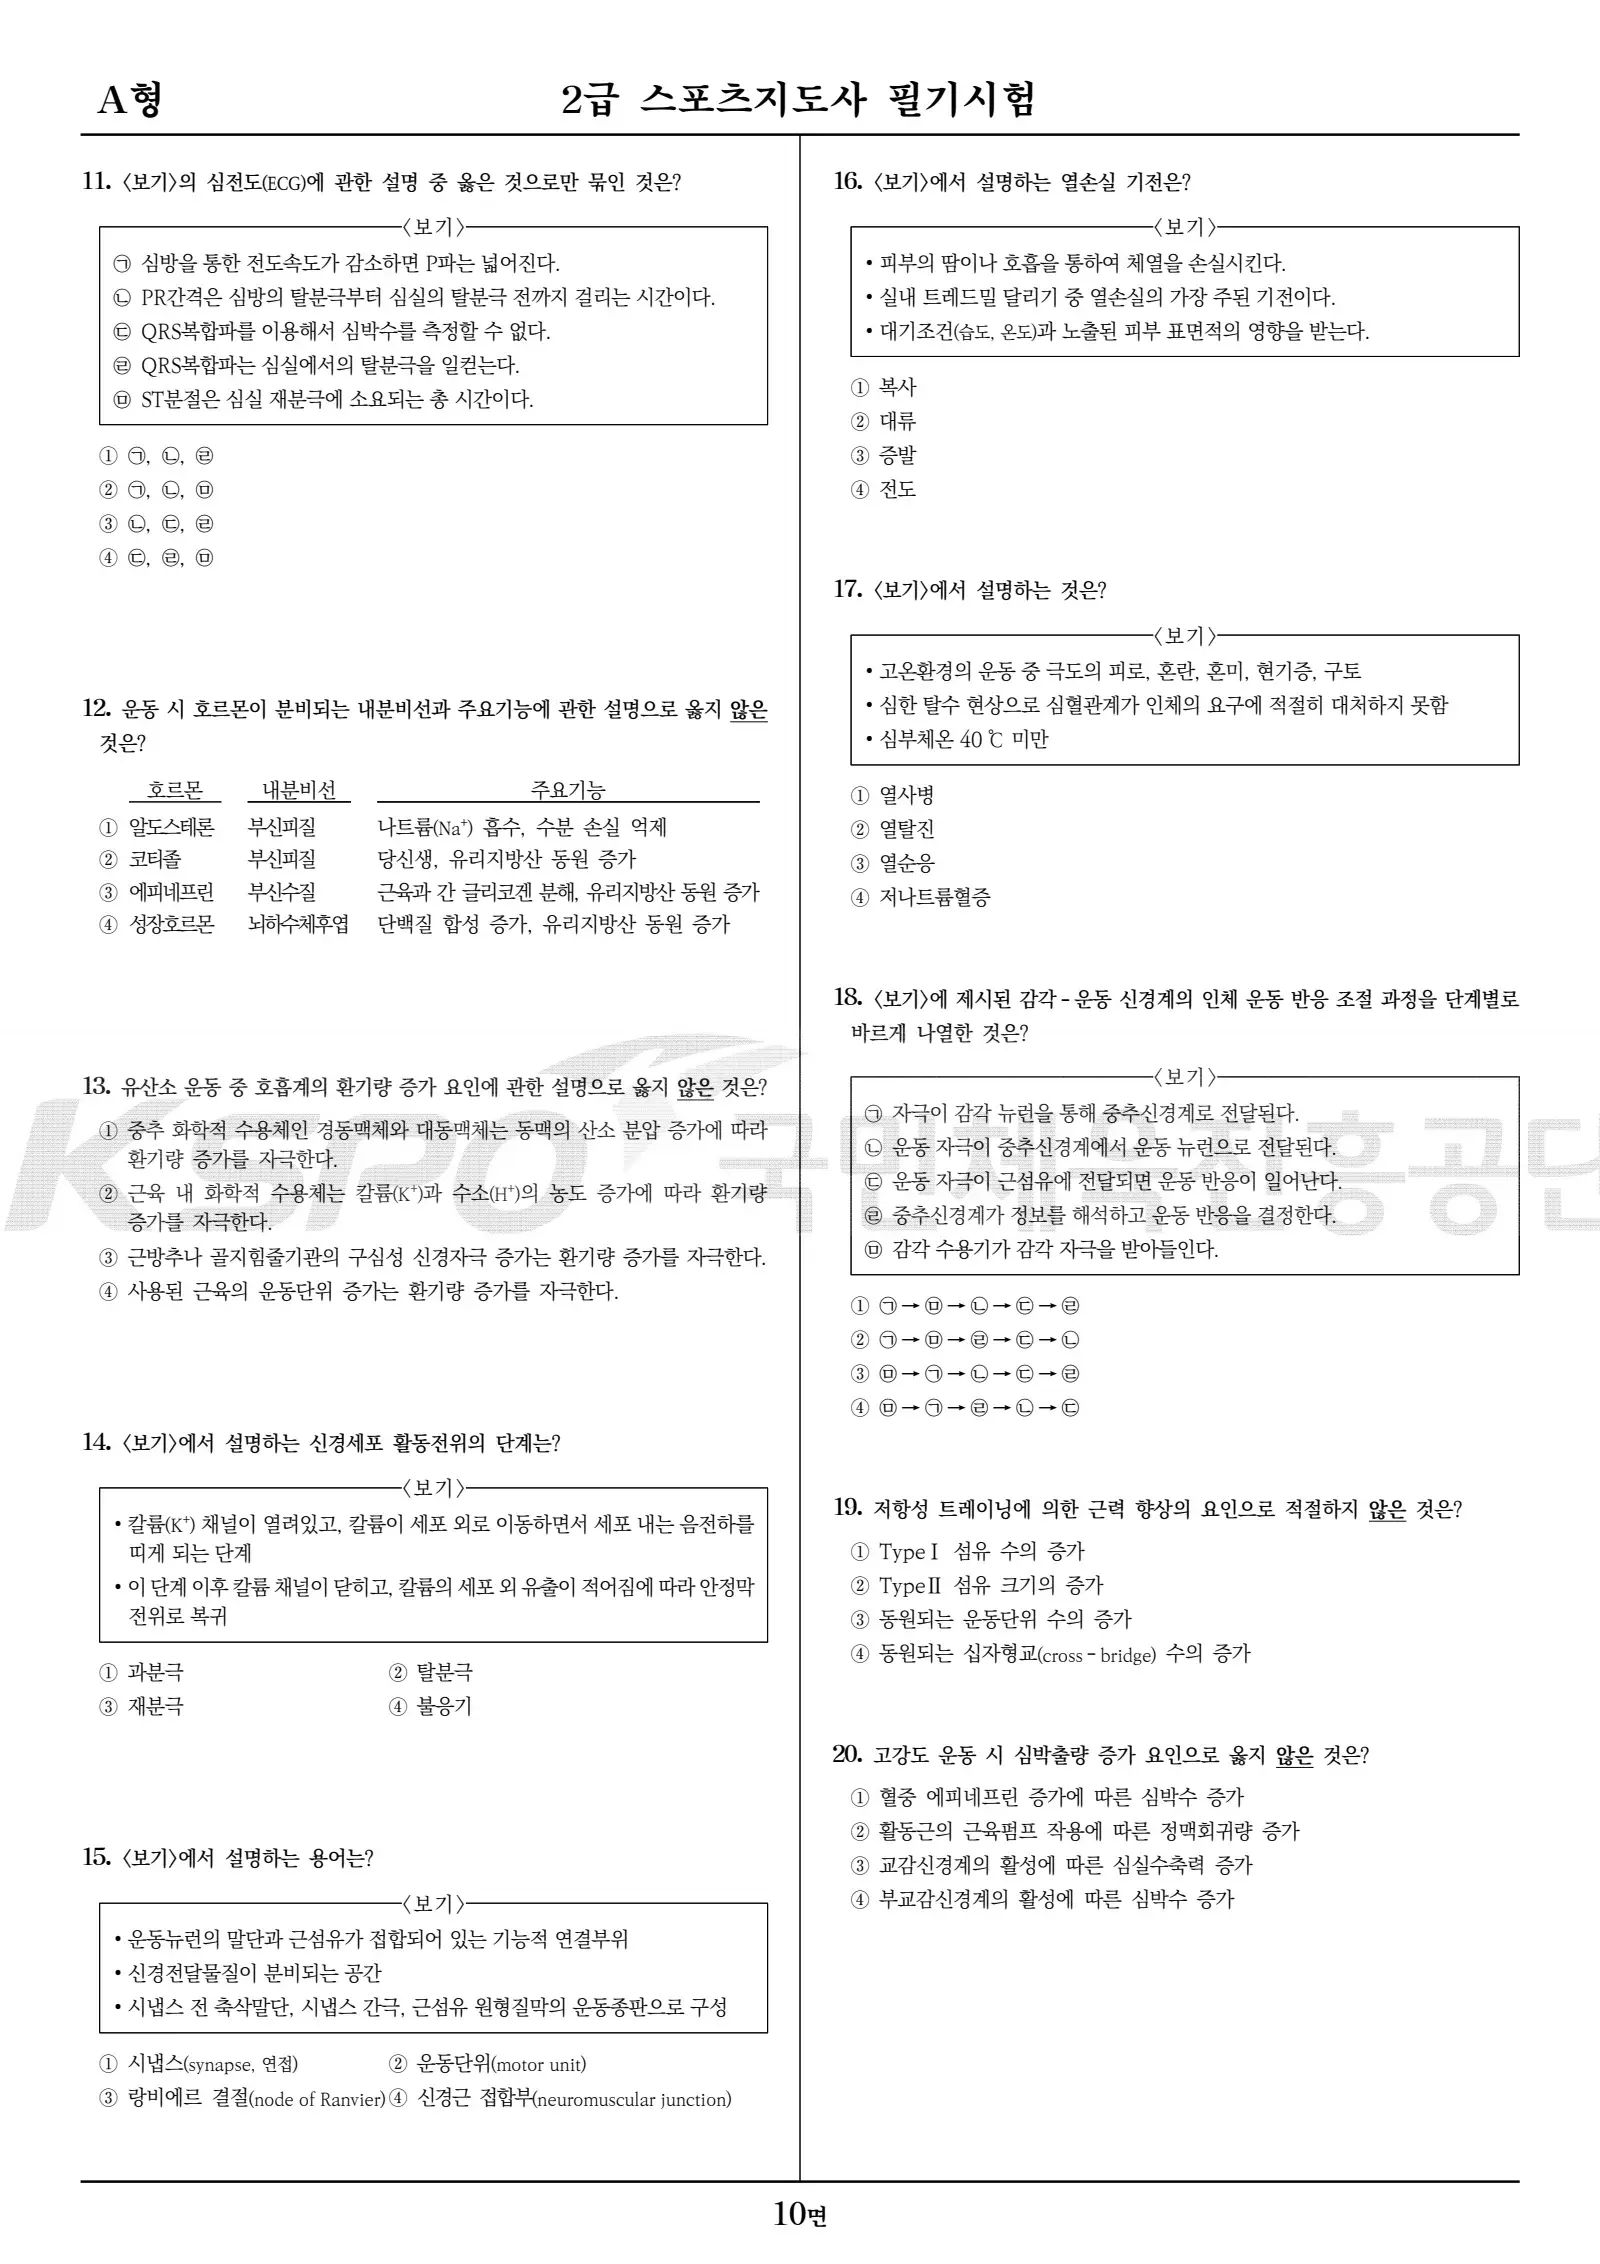 A형
2급 스포츠지도사 필기시험
11. 〈보기〉의 심전도(ECG)에 관한 설명 중 옳은 것으로만 묶인 것은?
〈보기〉
㉠ 심방을 통한 전도속도가 감소하면 P파는 넓어진다.
㉡ PR간격은 심방의 탈분극부터 심실의 탈분극 전까지 걸리는 시간이다.
㉢ QRS복합파를 이용해서 심박수를 측정할 수 없다.
㉣ QRS복합파는 심실에서의 탈분극을 일컫는다.
㉤ ST분절은 심실 재분극에 소요되는 총 시간이다.
① ㉠, ㉡, ㉣
② ㉠, ㉡, ㉤
③ ㉡, ㉢, ㉣
④ ㉢, ㉣, ㉤
12. 운동 시 호르몬이 분비되는 내분비선과 주요기능에 관한 설명으로 옳지 않은
것은?
호르몬 내분비선 주요기능
① 알도스테론 부신피질 나트륨(Na⁺) 흡수, 수분 손실 억제
② 코티졸 부신피질 당신생, 유리지방산 동원 증가
③ 에피네프린 부신수질 근육과 간 글리코겐 분해, 유리지방산 동원 증가
④ 성장호르몬 뇌하수체후엽 단백질 합성 증가, 유리지방산 동원 증가
13. 유산소 운동 중 호흡계의 환기량 증가 요인에 관한 설명으로 옳지 않은 것은?
① 중추 화학적 수용체인 경동맥체와 대동맥체는 동맥의 산소 분압 증가에 따라
환기량 증가를 자극한다.
② 근육 내 화학적 수용체는 칼륨(K⁺)과 수소(H⁺)의 농도 증가에 따라 환기량
증가를 자극한다.
③ 근방추나 골지힘줄기관의 구심성 신경자극 증가는 환기량 증가를 자극한다.
④ 사용된 근육의 운동단위 증가는 환기량 증가를 자극한다.
14. 〈보기〉에서 설명하는 신경세포 활동전위의 단계는?
〈보기〉
• 칼륨(K⁺) 채널이 열려있고, 칼륨이 세포 외로 이동하면서 세포 내는 음전하를
띠게 되는 단계
• 이 단계 이후 칼륨 채널이 닫히고, 칼륨의 세포 외 유출이 적어짐에 따라 안정막
전위로 복귀
① 과분극 ② 탈분극
③ 재분극 ④ 불응기
15. 〈보기〉에서 설명하는 용어는?
〈보기〉
• 운동뉴런의 말단과 근섬유가 접합되어 있는 기능적 연결부위
• 신경전달물질이 분비되는 공간
• 시냅스 전 축삭말단, 시냅스 간극, 근섬유 원형질막의 운동종판으로 구성
① 시냅스(synapse, 연접) ② 운동단위(motor unit)
③ 랑비에르 결절(node of Ranvier) ④ 신경근 접합부(neuromuscular junction)
16. 〈보기〉에서 설명하는 열손실 기전은?
〈보기〉
• 피부의 땀이나 호흡을 통하여 체열을 손실시킨다.
• 실내 트레드밀 달리기 중 열손실의 가장 주된 기전이다.
• 대기조건(습도, 온도)과 노출된 피부 표면적의 영향을 받는다.
① 복사
② 대류
③ 증발
④ 전도
17. 〈보기〉에서 설명하는 것은?
〈보기〉
• 고온환경의 운동 중 극도의 피로, 혼란, 혼미, 현기증, 구토
• 심한 탈수 현상으로 심혈관계가 인체의 요구에 적절히 대처하지 못함
• 심부체온 40℃ 미만
① 열사병
② 열탈진
③ 열순응
④ 저나트륨혈증
18. 〈보기〉에 제시된 감각-운동 신경계의 인체 운동 반응 조절 과정을 단계별로
바르게 나열한 것은?
〈보기〉
㉠ 자극이 감각 뉴런을 통해 중추신경계로 전달된다.
㉡ 운동 자극이 중추신경계에서 운동 뉴런으로 전달된다.
㉢ 운동 자극이 근섬유에 전달되면 운동 반응이 일어난다.
㉣ 중추신경계가 정보를 해석하고 운동 반응을 결정한다.
㉤ 감각 수용기가 감각 자극을 받아들인다.
① ㉠→㉤→㉡→㉢→㉣
② ㉠→㉤→㉣→㉢→㉡
③ ㉤→㉠→㉡→㉢→㉣
④ ㉤→㉠→㉣→㉡→㉢
19. 저항성 트레이닝에 의한 근력 향상의 요인으로 적절하지 않은 것은?
① TypeⅠ 섬유 수의 증가
② TypeⅡ 섬유 크기의 증가
③ 동원되는 운동단위 수의 증가
④ 동원되는 십자형교(cross-bridge) 수의 증가
20. 고강도 운동 시 심박출량 증가 요인으로 옳지 않은 것은?
① 혈중 에피네프린 증가에 따른 심박수 증가
② 활동근의 근육펌프 작용에 따른 정맥회귀량 증가
③ 교감신경계의 활성에 따른 심실수축력 증가
④ 부교감신경계의 활성에 따른 심박수 증가
KSPO 국민체육진흥공단
10면